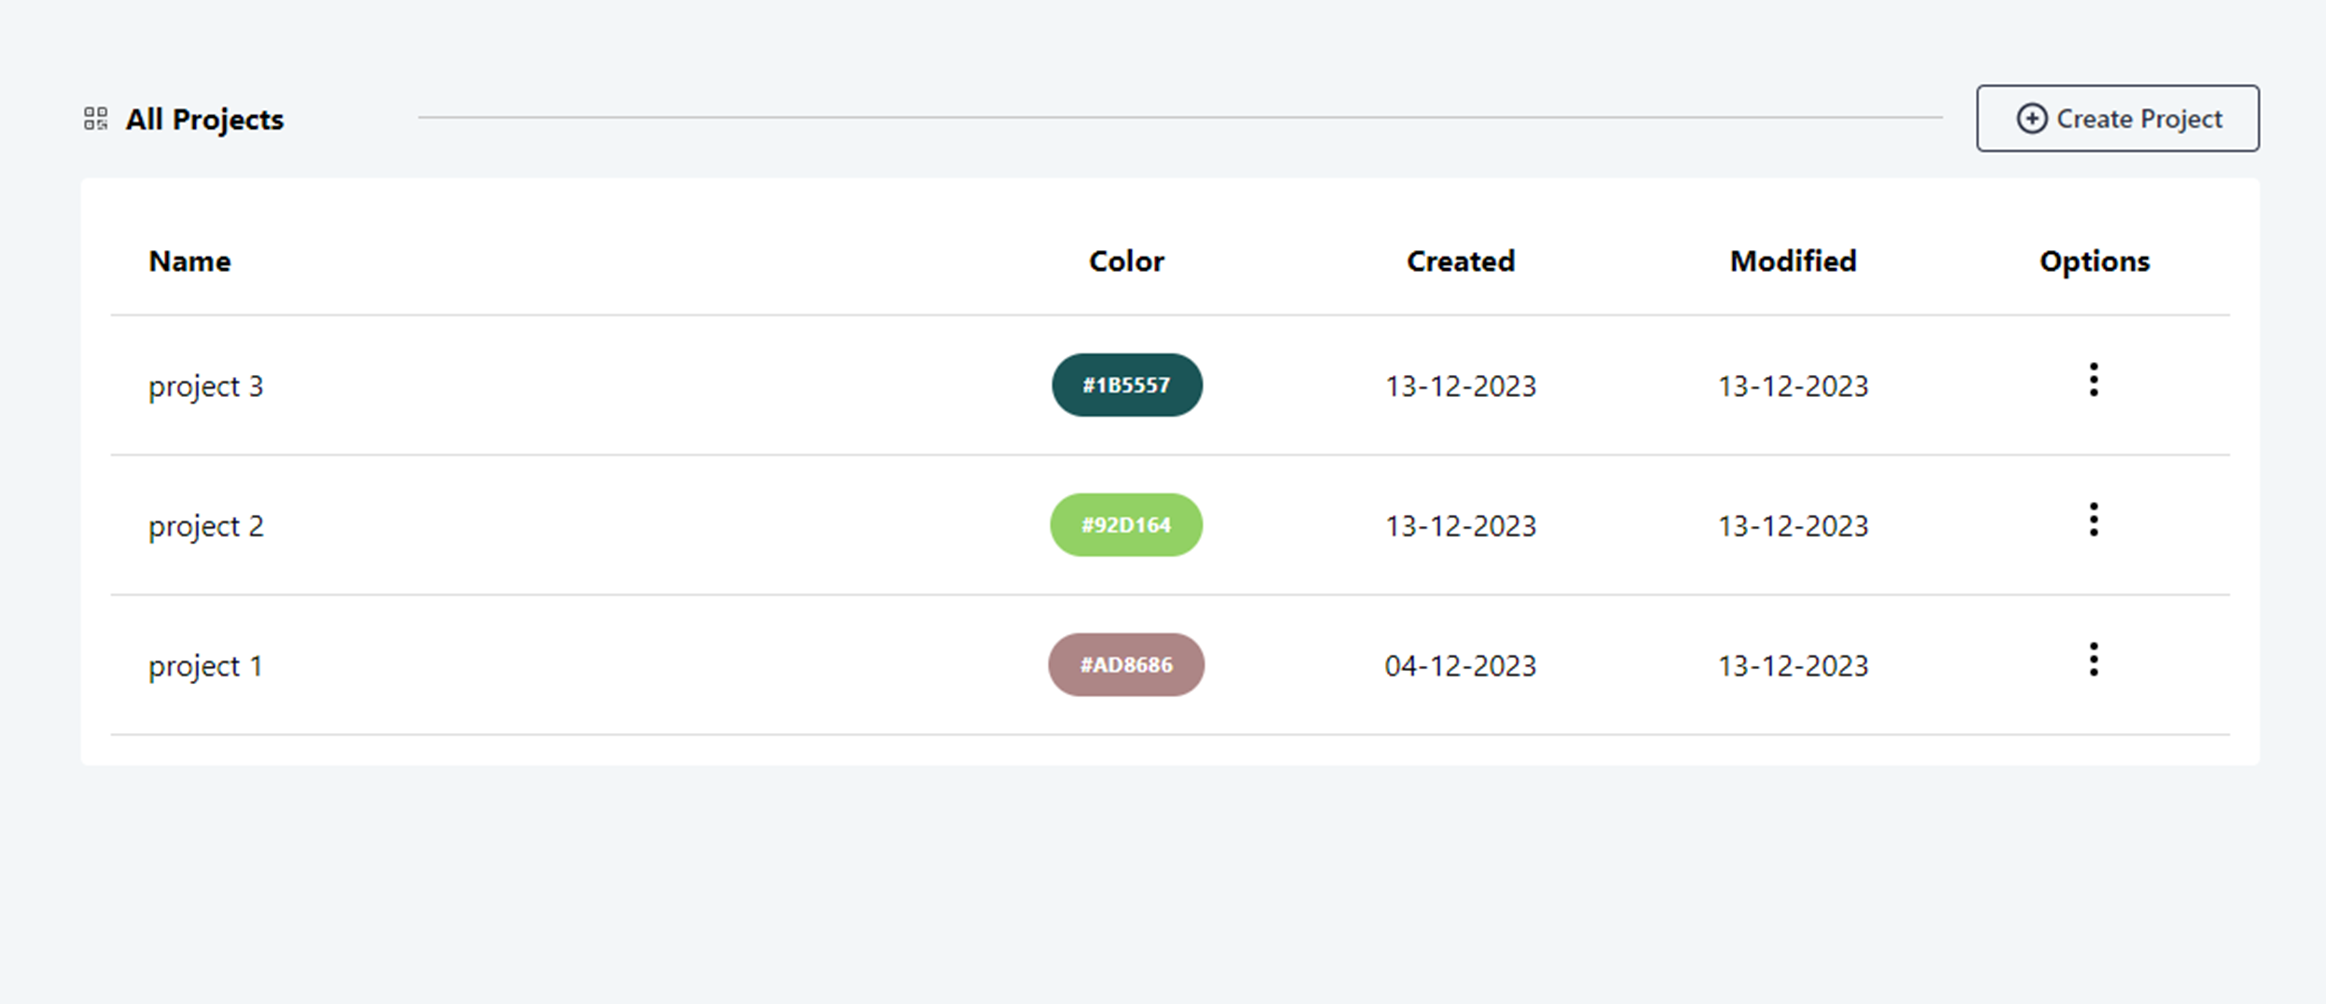 All Projects
Create Project
Name Color Created Modified Options
project 3 #1B5557 13-12-2023 13-12-2023
project 2 #92D164 13-12-2023 13-12-2023
project 1 #AD8686 04-12-2023 13-12-2023